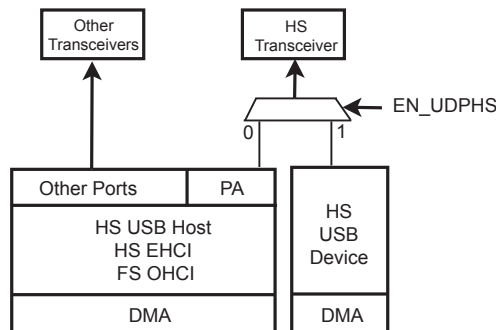 Other
Transceivers
HS
Transceiver
EN_UDPHS
0
1
Other Ports
PA
HS USB Host
HS EHCI
FS OHCI
DMA
HS
USB
Device
DMA